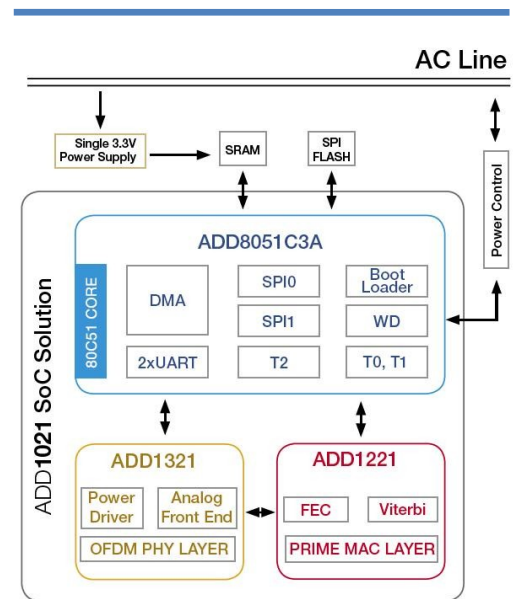 AC Line
Single 3.3V
Power Supply
SRAM
SPI
FLASH
Power Control
ADD1021 SoC Solution
ADD8051C3A
80C51 CORE
DMA
SPI0
Boot
Loader
SPI1
WD
2xUART
T2
T0, T1
ADD1321
Power
Driver
Analog
Front End
OFDM PHY LAYER
ADD1221
FEC
Viterbi
PRIME MAC LAYER